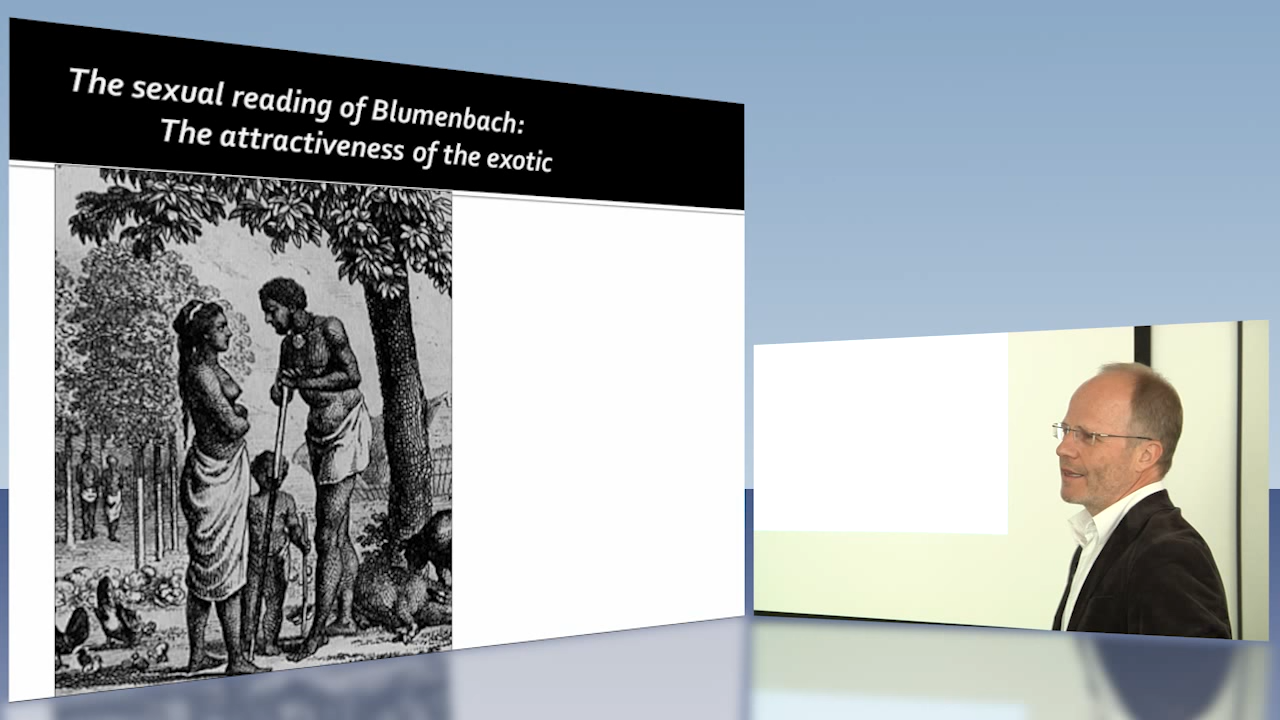 The sexual reading of Blumenbach:
The attractiveness of the exotic